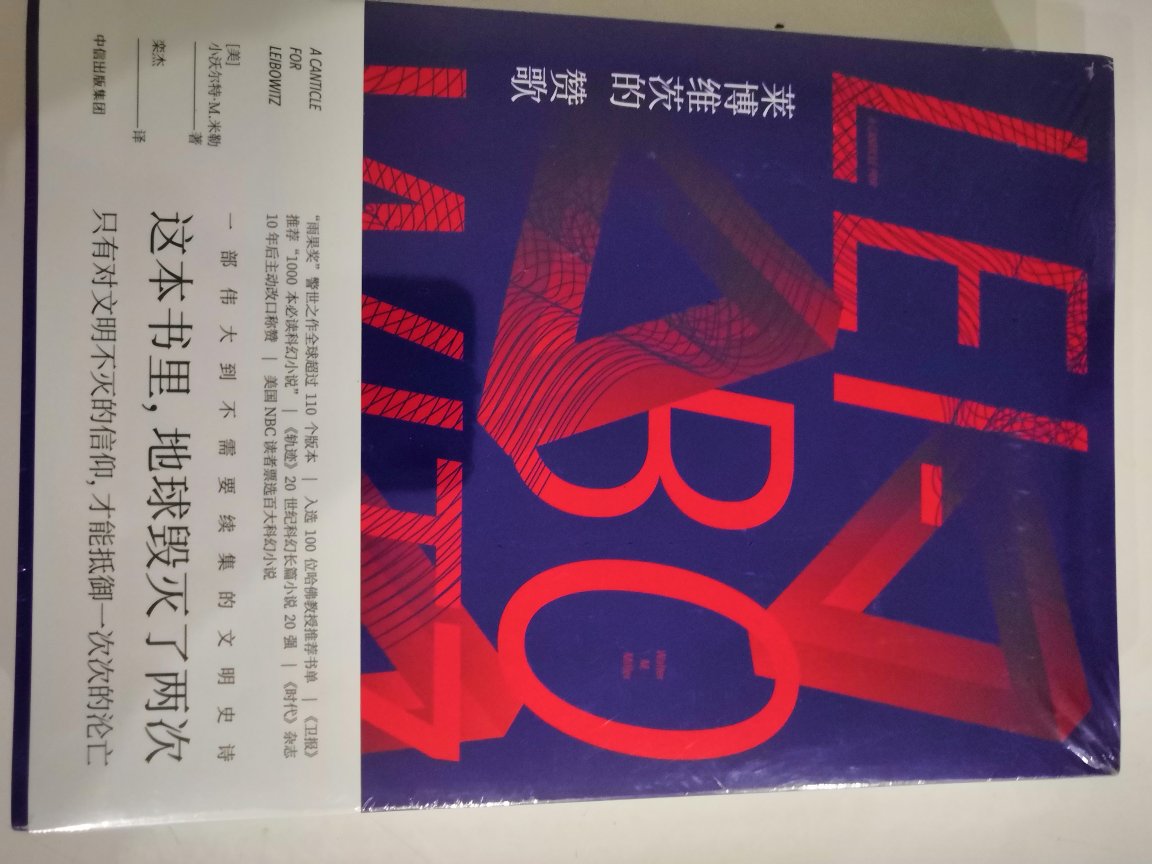 LEI-
BO
WITZ
莱博维茨的
赞歌
A CANTICLE
FOR
LEIBOWITZ
[美]
小沃尔特·M.米勒
著
栾杰
译
中信出版集团
“雨果奖”警世之作全球超过 110 个版本 | 入选 100 位哈佛教授推荐书单 | 《卫报》
推荐“1000 本必读科幻小说” | 《轨迹》20 世纪科幻长篇小说 20 强 | 《时代》杂志
10 年后主动改口称赞 | 美国 NBC 读者票选百大科幻小说
一部伟大到不需要续集的文明史诗
这本书里，地球毁灭了两次
只有对文明不灭的信仰，才能抵御一次次的沦亡